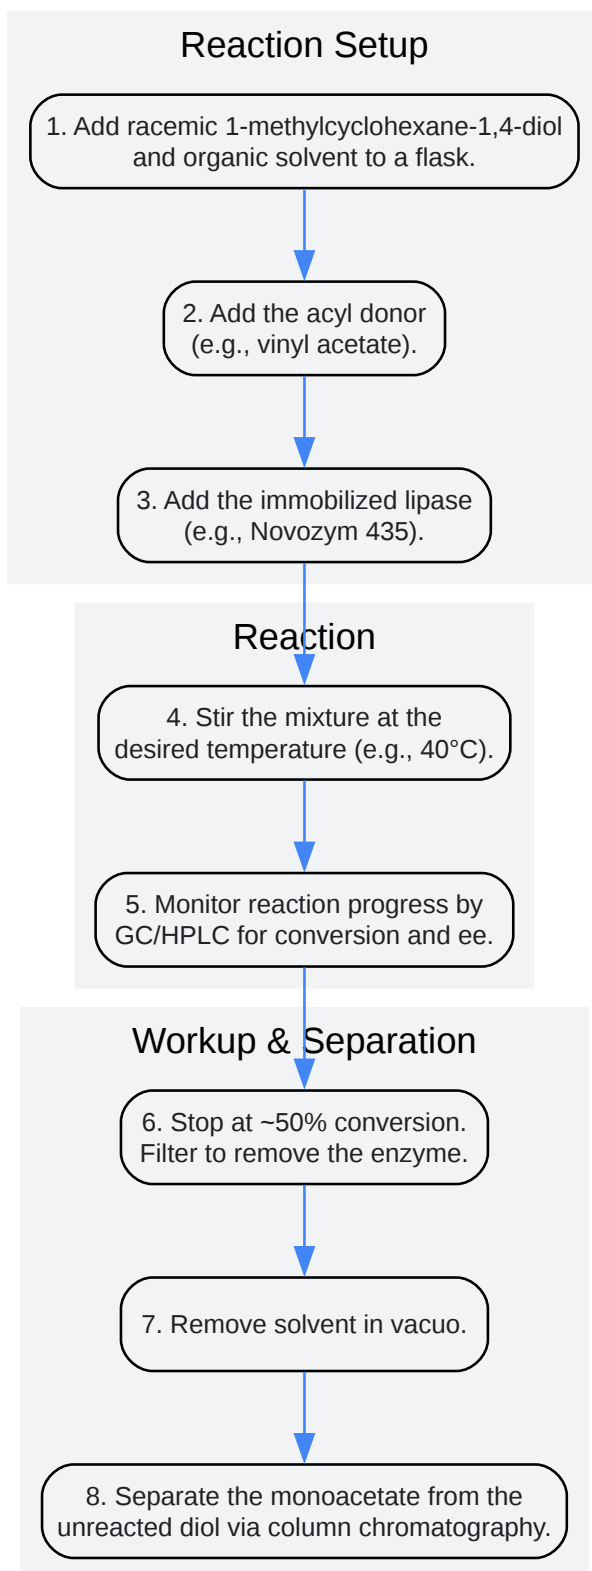 Reaction Setup
1. Add racemic 1-methylcyclohexane-1,4-diol
and organic solvent to a flask.
2. Add the acyl donor
(e.g., vinyl acetate).
3. Add the immobilized lipase
(e.g., Novozym 435).
Reaction
4. Stir the mixture at the
desired temperature (e.g., 40°C).
5. Monitor reaction progress by
GC/HPLC for conversion and ee.
Workup & Separation
6. Stop at ~50% conversion.
Filter to remove the enzyme.
7. Remove solvent in vacuo.
8. Separate the monoacetate from the
unreacted diol via column chromatography.